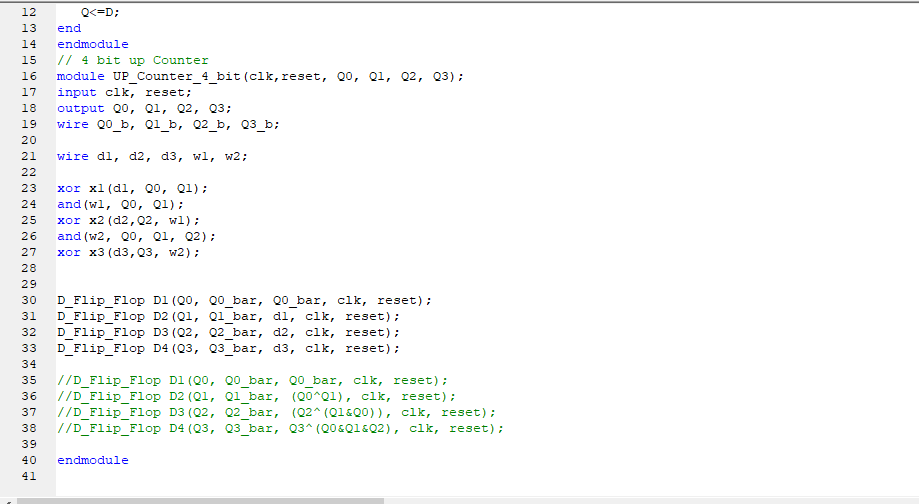 12 Q<=D;
13 end
14 endmodule
15 // 4 bit up Counter
16 module UP_Counter_4_bit(clk,reset, Q0, Q1, Q2, Q3);
17 input clk, reset;
18 output Q0, Q1, Q2, Q3;
19 wire Q0_b, Q1_b, Q2_b, Q3_b;
20
21 wire d1, d2, d3, w1, w2;
22
23 xor x1(d1, Q0, Q1);
24 and(w1, Q0, Q1);
25 xor x2(d2,Q2, w1);
26 and(w2, Q0, Q1, Q2);
27 xor x3(d3,Q3, w2);
28
29
30 D_Flip_Flop D1(Q0, Q0_bar, Q0_bar, clk, reset);
31 D_Flip_Flop D2(Q1, Q1_bar, d1, clk, reset);
32 D_Flip_Flop D3(Q2, Q2_bar, d2, clk, reset);
33 D_Flip_Flop D4(Q3, Q3_bar, d3, clk, reset);
34
35 //D_Flip_Flop D1(Q0, Q0_bar, Q0_bar, clk, reset);
36 //D_Flip_Flop D2(Q1, Q1_bar, (Q0^Q1), clk, reset);
37 //D_Flip_Flop D3(Q2, Q2_bar, (Q2^(Q1&Q0)), clk, reset);
38 //D_Flip_Flop D4(Q3, Q3_bar, Q3^(Q0&Q1&Q2), clk, reset);
39
40 endmodule
41